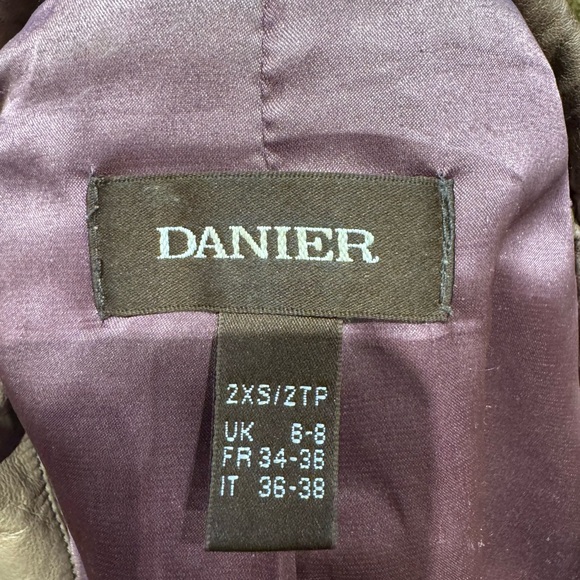 DANIER
2XS/2TP
UK 6-8
FR 34-36
IT 36-38